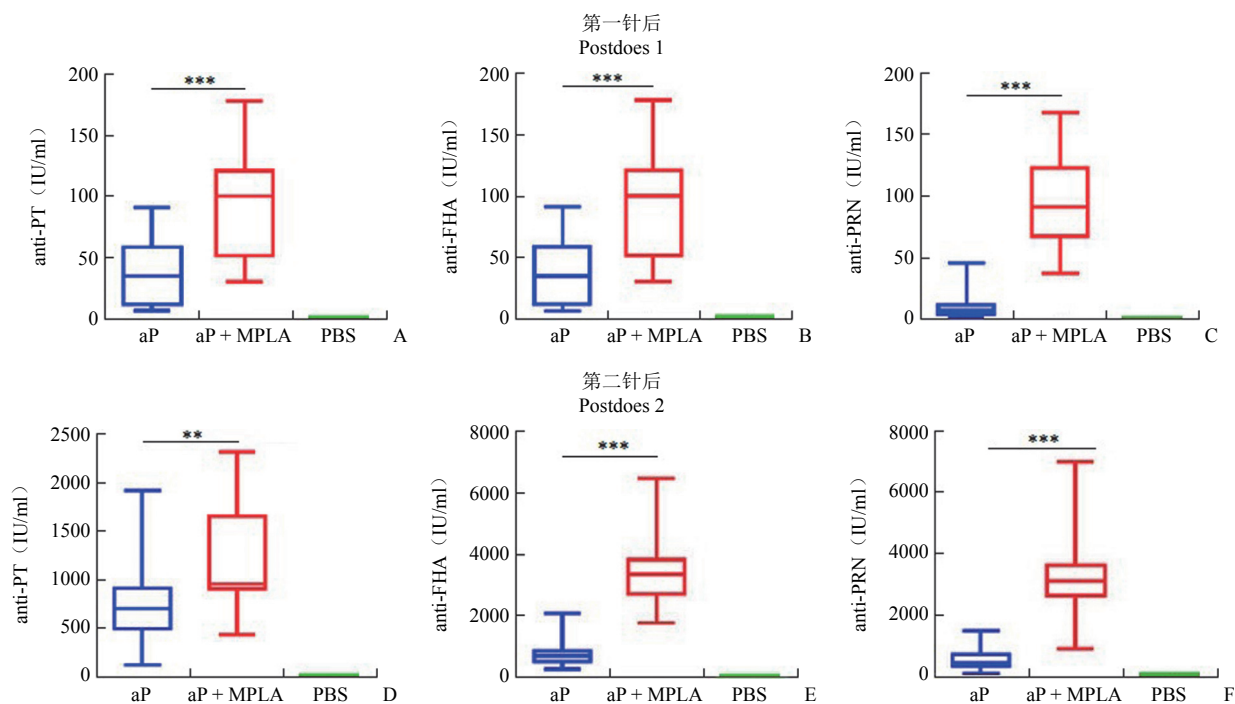 第一针后
Postdoes 1
anti-PT（IU/ml）
200
150
100
50
0
***
aP
aP + MPLA
PBS
A
anti-FHA（IU/ml）
200
150
100
50
0
***
aP
aP + MPLA
PBS
B
anti-PRN（IU/ml）
200
150
100
50
0
***
aP
aP + MPLA
PBS
C
第二针后
Postdoes 2
anti-PT（IU/ml）
2500
2000
1500
1000
500
0
**
aP
aP + MPLA
PBS
D
anti-FHA（IU/ml）
8000
6000
4000
2000
0
***
aP
aP + MPLA
PBS
E
anti-PRN（IU/ml）
8000
6000
4000
2000
0
***
aP
aP + MPLA
PBS
F